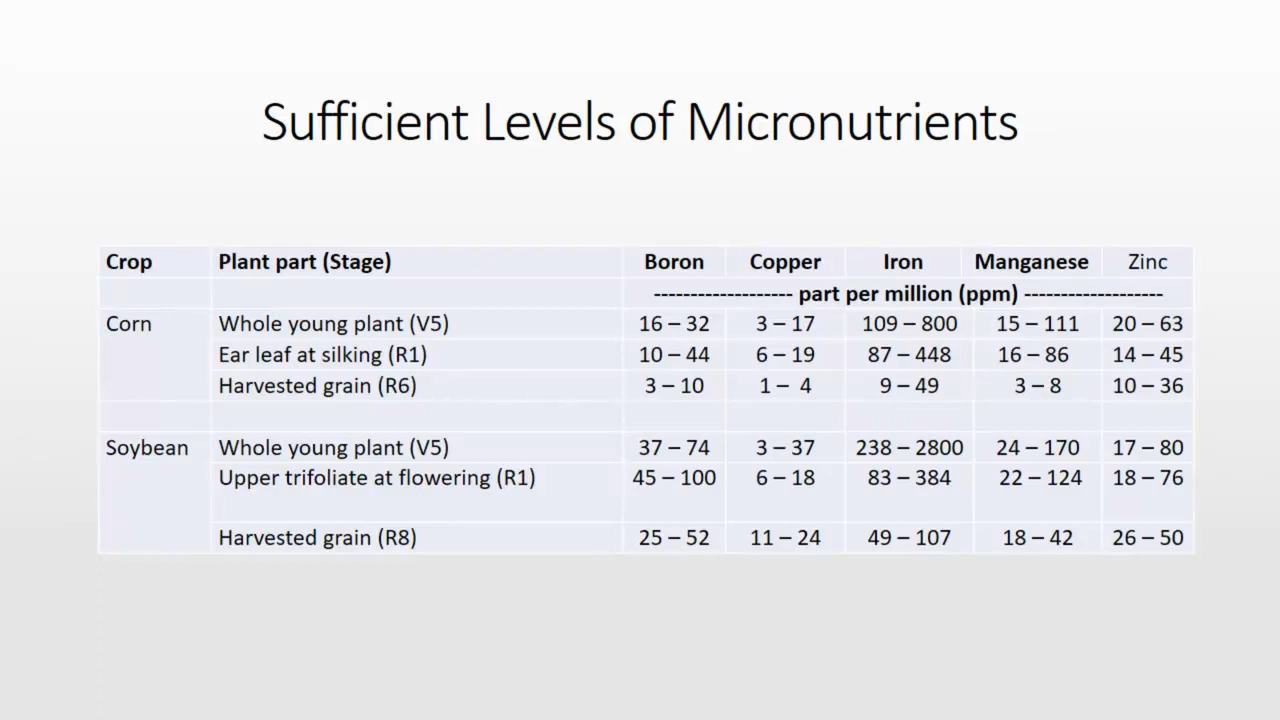 Sufficient Levels of Micronutrients
Crop Plant part (Stage) Boron Copper Iron Manganese Zinc
------------------- part per million (ppm) -------------------
Corn Whole young plant (V5) 16 – 32 3 – 17 109 – 800 15 – 111 20 – 63
Ear leaf at silking (R1) 10 – 44 6 – 19 87 – 448 16 – 86 14 – 45
Harvested grain (R6) 3 – 10 1 – 4 9 – 49 3 – 8 10 – 36
Soybean Whole young plant (V5) 37 – 74 3 – 37 238 – 2800 24 – 170 17 – 80
Upper trifoliate at flowering (R1) 45 – 100 6 – 18 83 – 384 22 – 124 18 – 76
Harvested grain (R8) 25 – 52 11 – 24 49 – 107 18 – 42 26 – 50